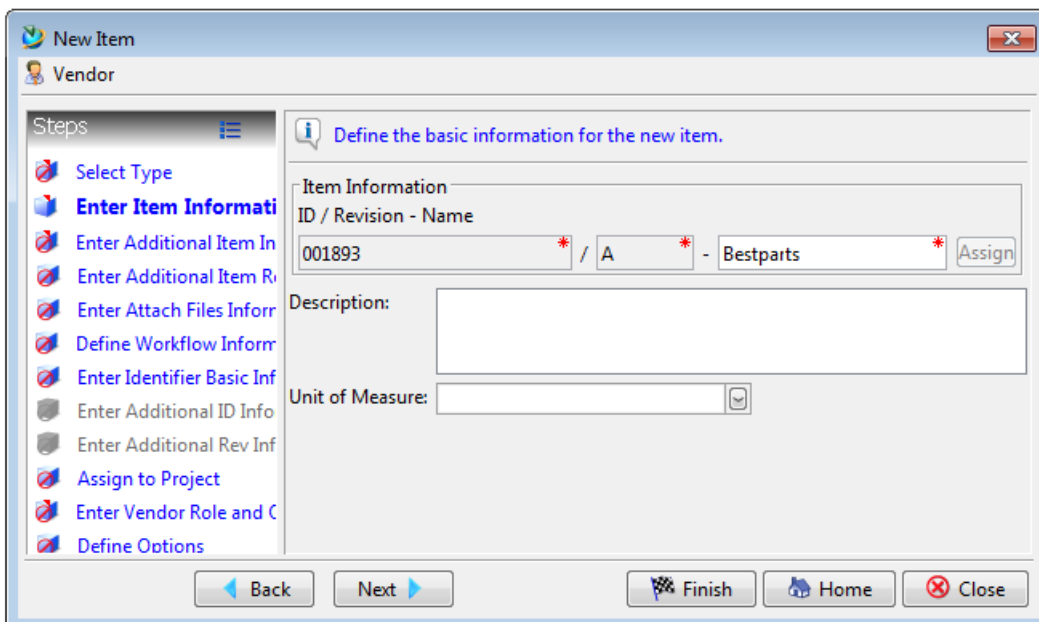 New Item
Vendor
Steps
Select Type
Enter Item Informati
Enter Additional Item In
Enter Additional Item R
Enter Attach Files Inforr
Define Workflow Inform
Enter Identifier Basic Inf
Enter Additional ID Info
Enter Additional Rev Inf
Assign to Project
Enter Vendor Role and C
Define Options
Define the basic information for the new item.
Item Information
ID / Revision - Name
001893 * / A * - Bestparts * Assign
Description:
Unit of Measure:
Back Next Finish Home Close